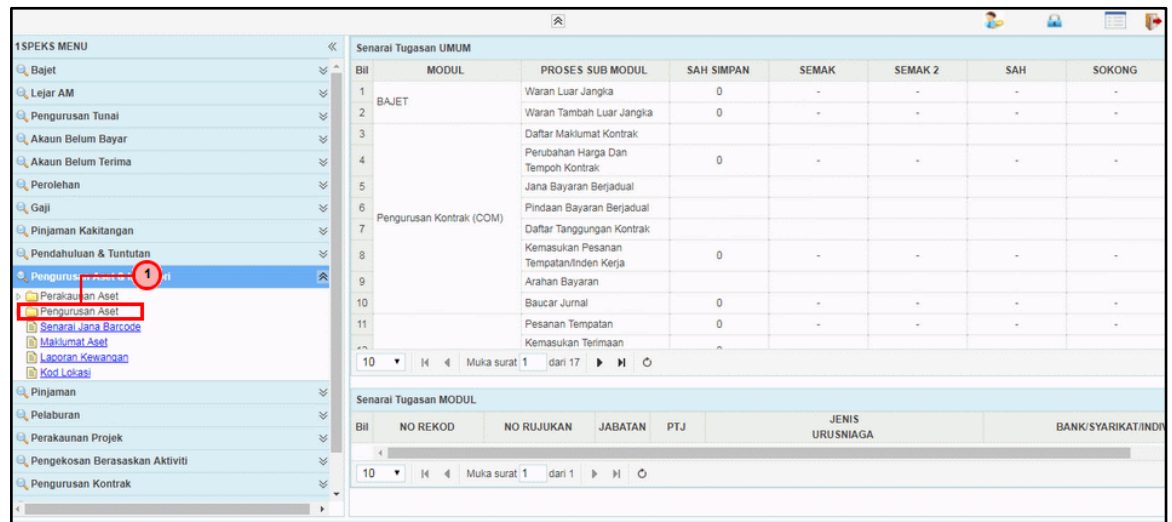 1SPEKS MENU
Bajet
Lejar AM
Pengurusan Tunai
Akaun Belum Bayar
Akaun Belum Terima
Perolehan
Gaji
Pinjaman Kakitangan
Pendahuluan & Tuntutan
Pengurusan
1
Perakaunan Aset
Pengurusan Aset
Senarai Jana Barcode
Maklumat Aset
Laporan Kewangan
Kod Lokasi
Pinjaman
Pelaburan
Perakaunan Projek
Pengekosan Berasaskan Aktiviti
Pengurusan Kontrak
Senarai Tugasan UMUM
Bil MODUL PROSES SUB MODUL SAH SIMPAN SEMAK SEMAK 2 SAH SOKONG
1 BAJET Waran Luar Jangka 0 - - - -
2 Waran Tambah Luar Jangka 0 - - - -
3 Daftar Maklumat Kontrak
4 Perubahan Harga Dan
Tempoh Kontrak 0 - - - -
5 Jana Bayaran Berjadual
6 Pengurusan Kontrak (COM) Pindaan Bayaran Berjadual
7 Daftar Tanggungan Kontrak
8 Kemasukan Pesanan
Tempatan/Inden Kerja 0 - - - -
9 Arahan Bayaran
10 Baucar Jurnal 0 - - - -
11 Pesanan Tempatan 0 - - - -
Kemasukan Terimaan
10 Muka surat 1 dari 17
Senarai Tugasan MODUL
Bil NO REKOD NO RUJUKAN JABATAN PTJ JENIS
URUSNIAGA BANK/SYARIKAT/INDIV
10 Muka surat 1 dari 1